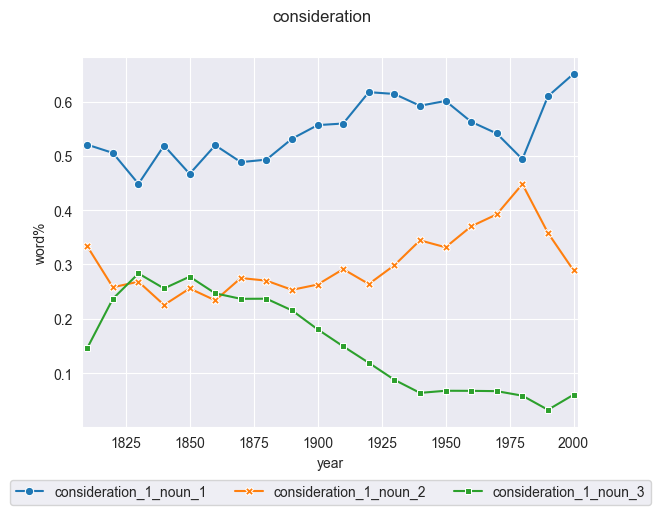 consideration
0.6
0.5
0.4
0.3
0.2
0.1
word%
1825 1850 1875 1900 1925 1950 1975 2000
year
consideration_1_noun_1 consideration_1_noun_2 consideration_1_noun_3